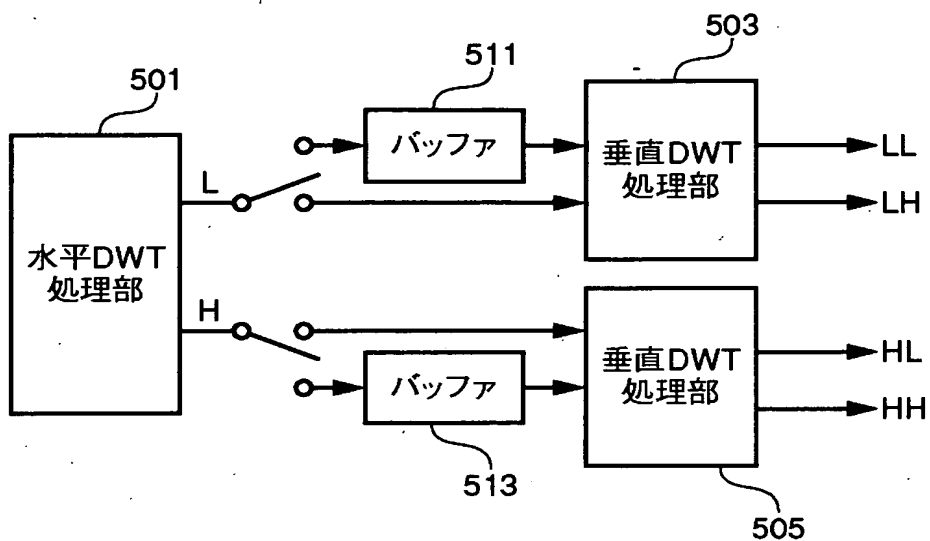 503
511
501
バッファ
垂直DWT
処理部
LL
L
LH
水平DWT
処理部
H
垂直DWT
処理部
HL
バッファ
HH
513
505